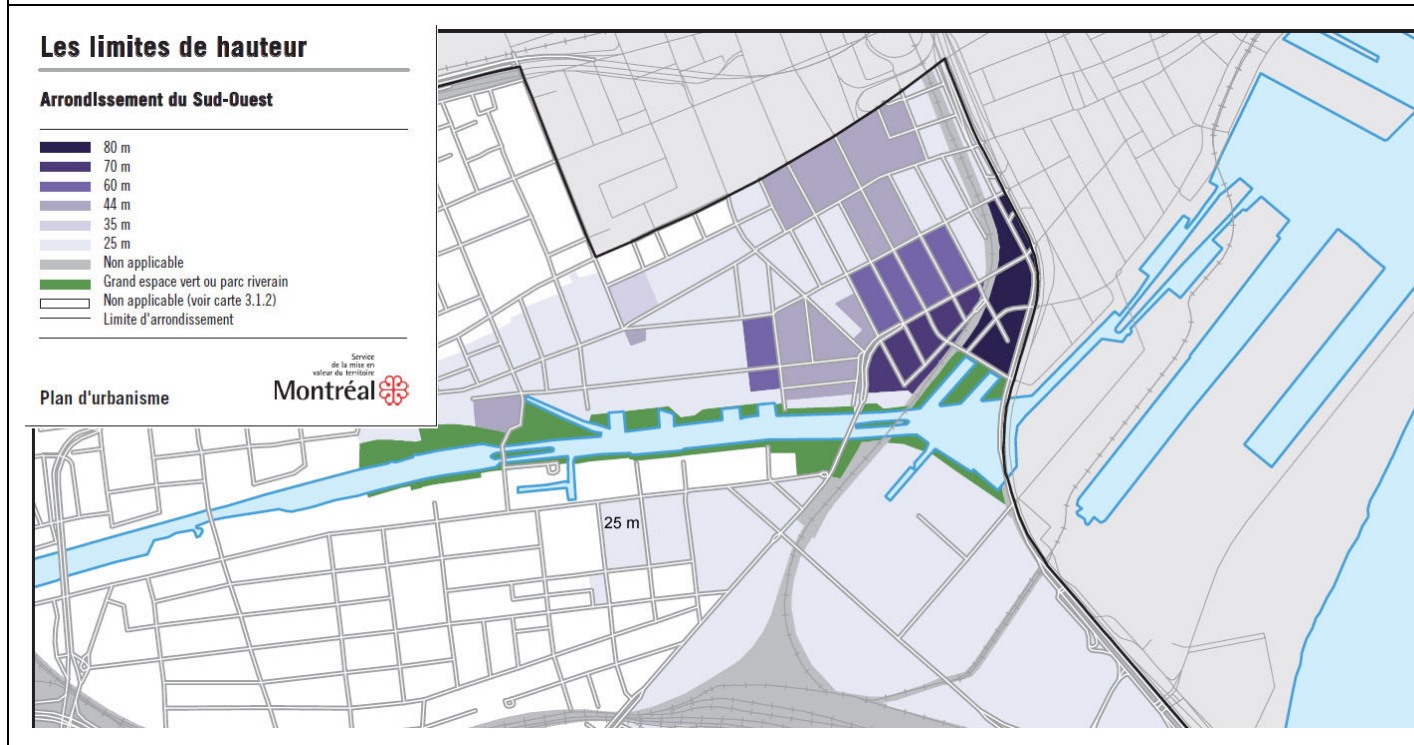 Les limites de hauteur
Arrondissement du Sud-Ouest
80 m
70 m
60 m
44 m
35 m
25 m
Non applicable
Grand espace vert ou parc riverain
Non applicable (voir carte 3.1.2)
Limite d'arrondissement
Service
de la mise en
valeur du territoire
Plan d'urbanisme
Montréal
25 m